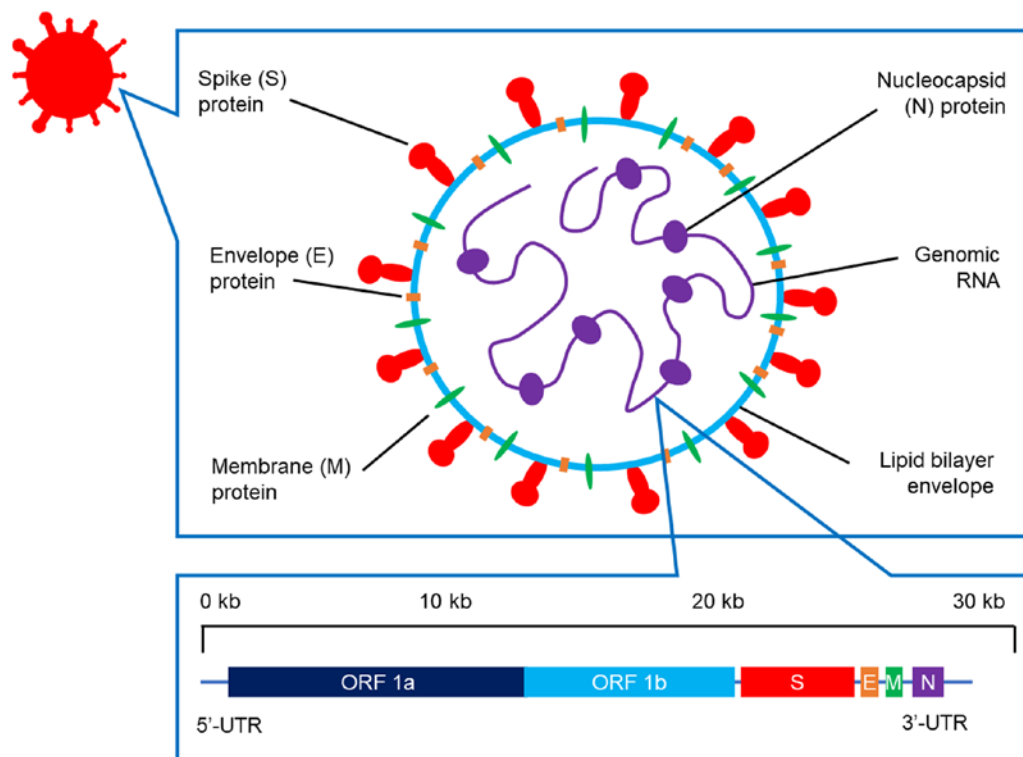 Spike (S)
protein
Nucleocapsid
(N) protein
Envelope (E)
protein
Genomic
RNA
Membrane (M)
protein
Lipid bilayer
envelope
0 kb 10 kb 20 kb 30 kb
ORF 1a ORF 1b S E M N
5’-UTR 3’-UTR